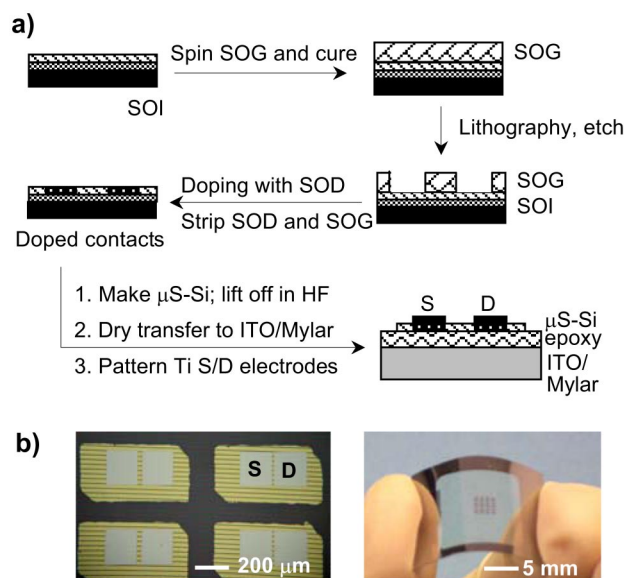 a)
Spin SOG and cure
SOG
SOI
Lithography, etch
Doping with SOD
SOG
Strip SOD and SOG
SOI
Doped contacts
1. Make μS-Si; lift off in HF
S D
μS-Si
2. Dry transfer to ITO/Mylar
epoxy
3. Pattern Ti S/D electrodes
ITO/
Mylar
b)
S D
200 μm
5 mm